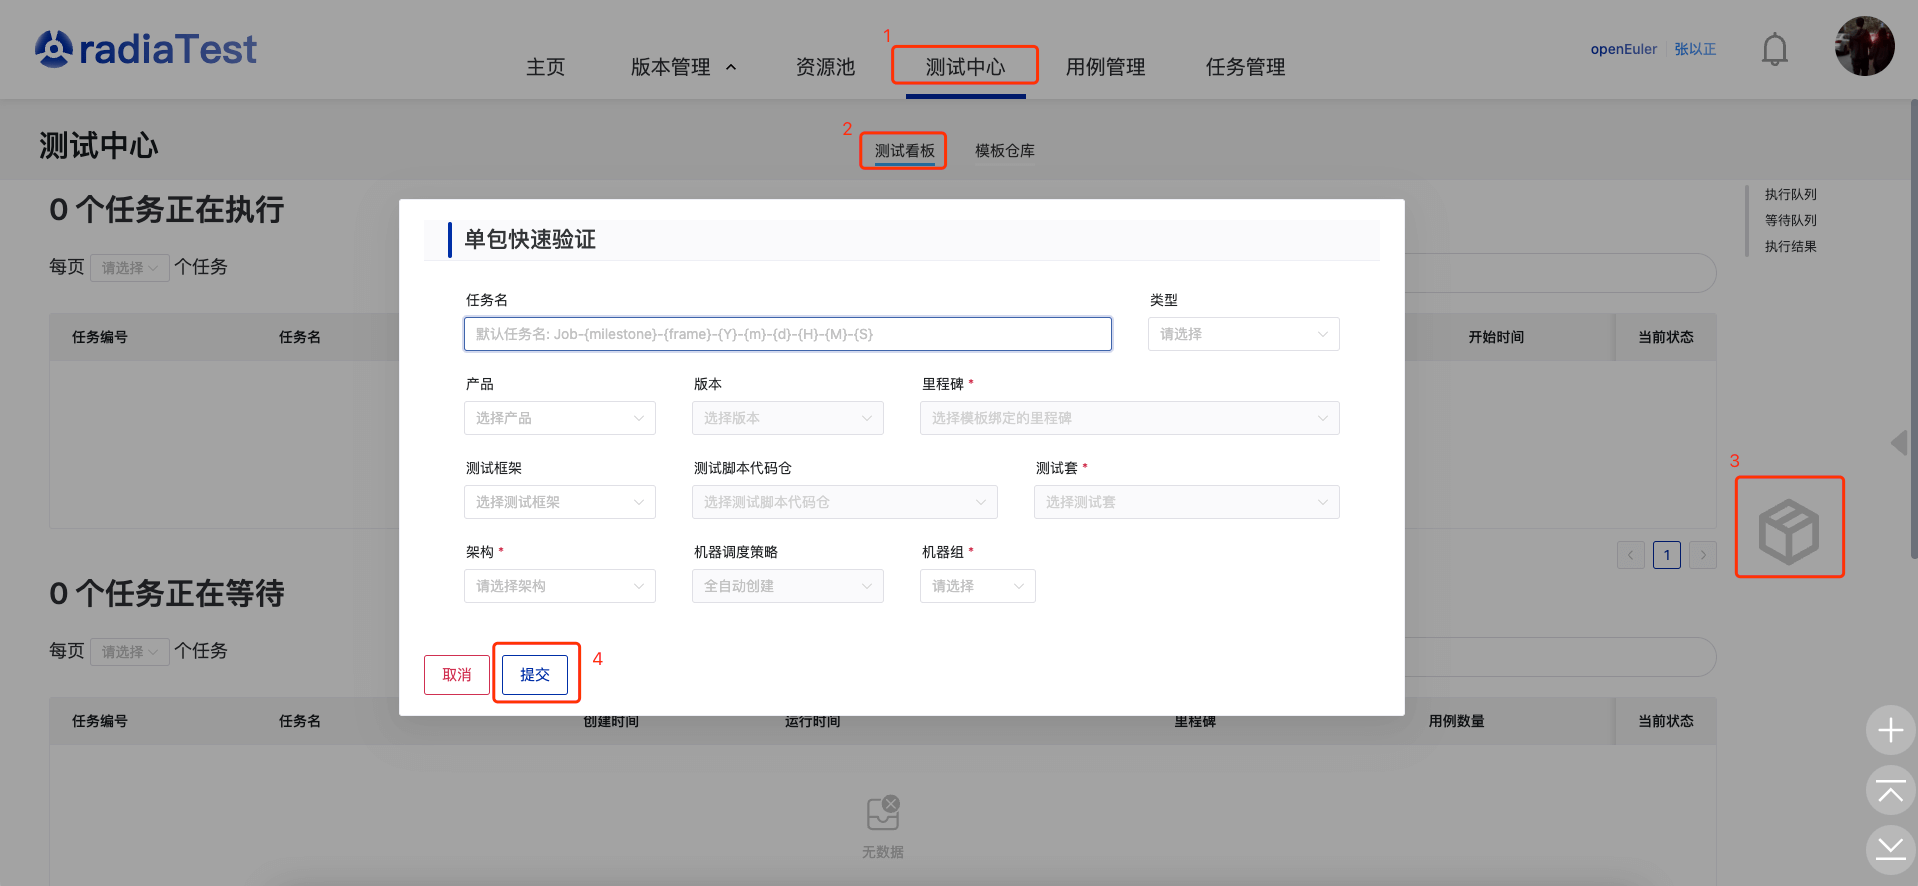 radiaTest
1
主页
版本管理
资源池
测试中心
用例管理
任务管理
openEuler
张以正
测试中心
2
测试看板
模板仓库
0 个任务正在执行
每页 请选择 个任务
执行队列
等待队列
执行结果
任务编号
任务名
开始时间
当前状态
单包快速验证
任务名
类型
默认任务名: Job-{milestone}-{frame}-{Y}-{m}-{d}-{H}-{M}-{S}
请选择
产品
版本
里程碑 *
选择产品
选择版本
选择模板绑定的里程碑
测试框架
测试脚本代码仓
测试套 *
选择测试框架
选择测试脚本代码仓
选择测试套
架构 *
机器调度策略
机器组 *
请选择架构
全自动创建
请选择
取消
提交
4
3
1
0 个任务正在等待
每页 请选择 个任务
任务编号
任务名
创建时间
运行时间
里程碑
用例数量
当前状态
无数据